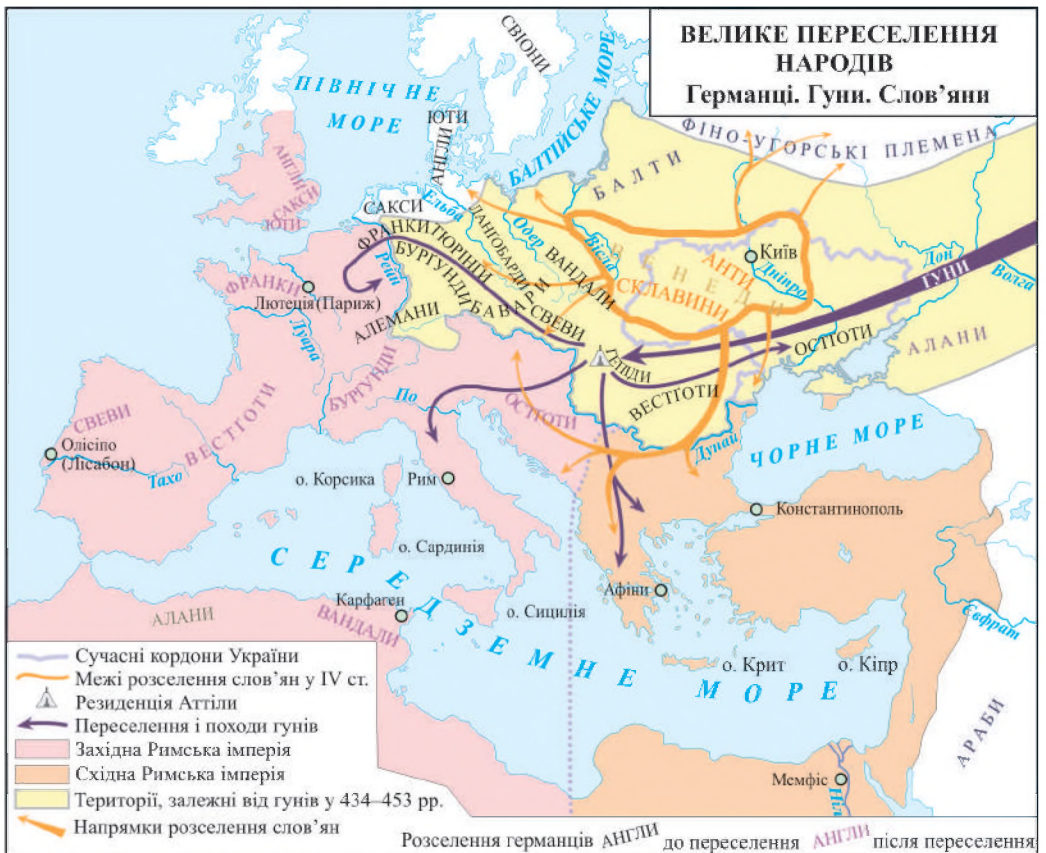 ВЕЛИКЕ ПЕРЕСЕЛЕННЯ
НАРОДІВ
Германці. Гуни. Слов’яни
СВІОНИ
ПІВНІЧНЕ
МОРЕ
ЮТИ
АНГЛИ
БАЛТІЙСЬКЕ МОРЕ
ФІНО-УГОРСЬКІ ПЛЕМЕНА
БАЛТИ
АНГЛИ
САКСИ
ЮТИ
САКСИ
Ельба
ЛАНГОБАРДИ
Одер
Вісла
ВАНДАЛИ
ВЕНЕДИ
АНТИ
СКЛАВИНИ
Київ
Дніпро
Дон
Волга
ГУНИ
ФРАНКИ
ТЮРІНГИ
БУРГУНДИ
Рейн
БАВАРИ
СВЕВИ
АЛЕМАНИ
ФРАНКИ
Лютеція (Париж)
Луара
ГЕПІДИ
ОСТГОТИ
АЛАНИ
ВЕСТГОТИ
БУРГУНДИ
По
ОСТГОТИ
Дунай
ЧОРНЕ МОРЕ
СВЕВИ
ВЕСТГОТИ
Олісіпо
(Лісабон)
Тахо
о. Корсика
Рим
Константинополь
о. Сардинія
СЕРЕДЗЕМНЕ МОРЕ
Афіни
о. Сицилія
Карфаген
АЛАНИ
ВАНДАЛИ
Євфрат
о. Крит
о. Кіпр
АРАБИ
Мемфіс
Ніл
Сучасні кордони України
Межі розселення слов’ян у IV ст.
Резиденція Аттіли
Переселення і походи гунів
Західна Римська імперія
Східна Римська імперія
Території, залежні від гунів у 434–453 рр.
Напрямки розселення слов’ян
Розселення германців АНГЛИ до переселення АНГЛИ після переселення